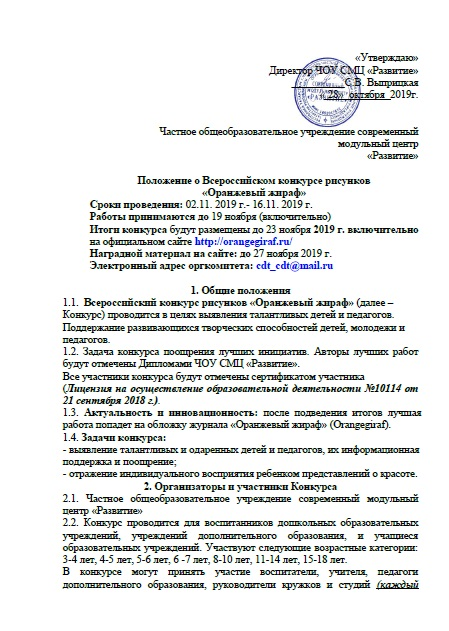 «Утверждаю»
Директор ЧОУ СМЦ «Развитие»
С.В. Выприцкая
«28» октября 2019г.
Частное общеобразовательное учреждение современный
модульный центр
«Развитие»
Положение о Всероссийском конкурсе рисунков
«Оранжевый жираф»
Сроки проведения: 02.11. 2019 г.- 16.11. 2019 г.
Работы принимаются до 19 ноября (включительно)
Итоги конкурса будут размещены до 23 ноября 2019 г. включительно
на официальном сайте http://orangegiraf.ru/
Наградной материал на сайте: до 27 ноября 2019 г.
Электронный адрес оргкомитета: cdt_cdt@mail.ru
1. Общие положения
1.1. Всероссийский конкурс рисунков «Оранжевый жираф» (далее –
Конкурс) проводится в целях выявления талантливых детей и педагогов.
Поддержание развивающихся творческих способностей детей, молодежи и
педагогов.
1.2. Задача конкурса поощрения лучших инициатив. Авторы лучших работ
будут отмечены Дипломами ЧОУ СМЦ «Развитие».
Все участники конкурса будут отмечены сертификатом участника
(Лицензия на осуществление образовательной деятельности №10114 от
21 сентября 2018 г.).
1.3. Актуальность и инновационность: после подведения итогов лучшая
работа попадет на обложку журнала «Оранжевый жираф» (Orangegiraf).
1.4. Задачи конкурса:
- выявление талантливых и одаренных детей и педагогов, их информационная
поддержка и поощрение;
- отражение индивидуального восприятия ребенком представлений о красоте.
2. Организаторы и участники Конкурса
2.1. Частное общеобразовательное учреждение современный модульный
центр «Развитие»
2.2. Конкурс проводится для воспитанников дошкольных образовательных
учреждений, учреждений дополнительного образования, и учащиеся
образовательных учреждений. Участвуют следующие возрастные категории:
3-4 лет, 4-5 лет, 5-6 лет, 6 -7 лет, 8-10 лет, 11-14 лет, 15-18 лет.
В конкурсе могут принять участие воспитатели, учителя, педагоги
дополнительного образования, руководители кружков и студий (каждый